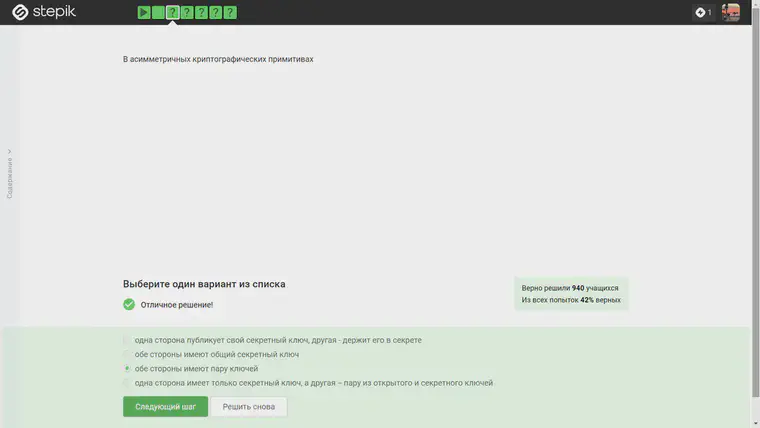 stepik
? ? ? ? ?
1
Содержание
В асимметричных криптографических примитивах
Выберите один вариант из списка
Отличное решение!
Верно решили 940 учащихся
Из всех попыток 42% верных
одна сторона публикует свой секретный ключ, другая - держит его в секрете
обе стороны имеют общий секретный ключ
обе стороны имеют пару ключей
одна сторона имеет только секретный ключ, а другая – пару из открытого и секретного ключей
Следующий шаг
Решить снова